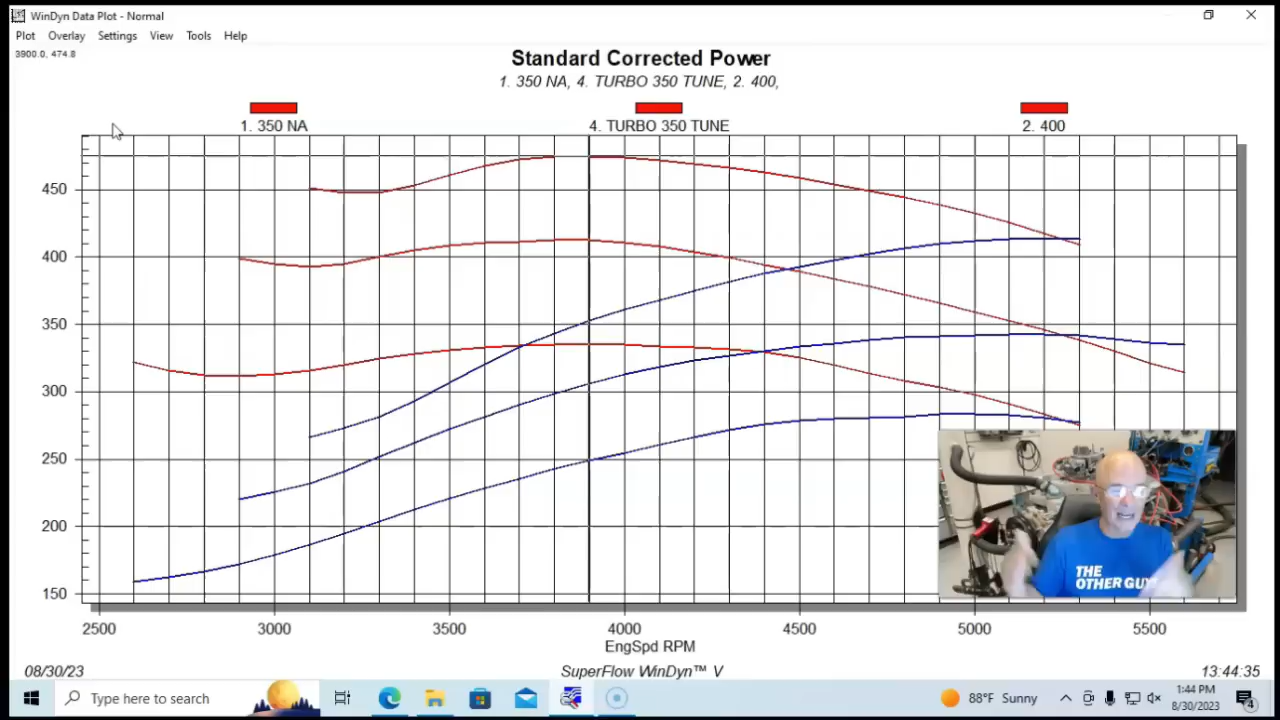 WinDyn Data Plot - Normal
Plot Overlay Settings View Tools Help
3900.0, 474.8
Standard Corrected Power
1. 350 NA, 4. TURBO 350 TUNE, 2. 400,
1. 350 NA 4. TURBO 350 TUNE 2. 400
450
400
350
300
250
200
150
2500 3000 3500 4000 4500 5000 5500
EngSpd RPM
THE
OTHER GUY
08/30/23 SuperFlow WinDyn™ V 13:44:35
Type here to search 88°F Sunny 1:44 PM
8/30/2023 4